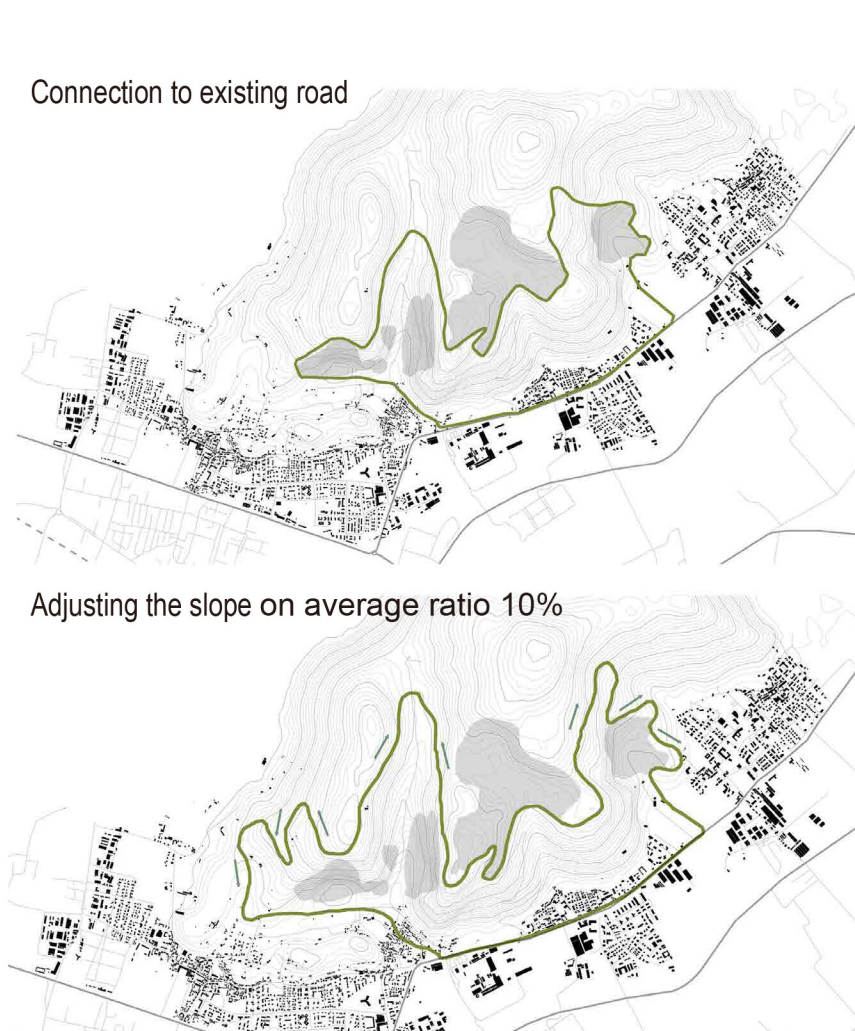 Connection to existing road
Adjusting the slope on average ratio 10%